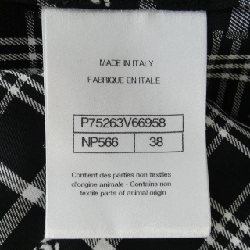 MADE IN ITALY
FABRIQUE EN ITALIE
P75263V66958
NP566 38
Contient des parties non textiles
d'origine animale - Contains non
textile parts of animal origin